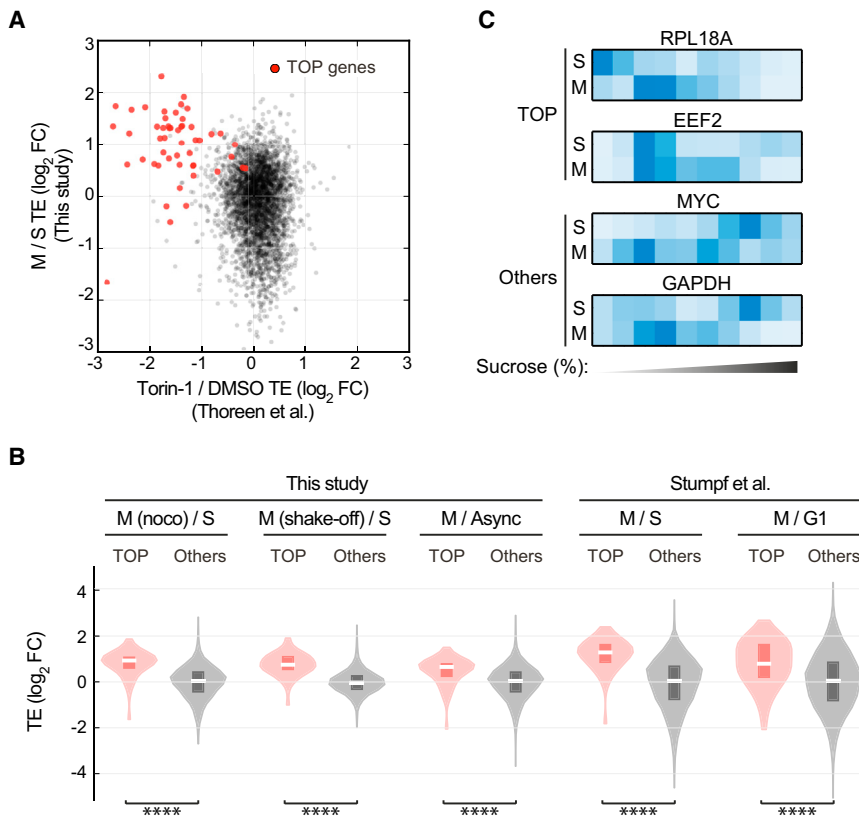 A
3
2
1
0
-1
-2
-3
-3
-2
-1
0
1
2
3
TOP genes
M / S TE (log2 FC)
(This study)
Torin-1 / DMSO TE (log2 FC)
(Thoreen et al.)
C
RPL18A
S
M
TOP
EEF2
S
M
MYC
S
M
Others
GAPDH
S
M
Sucrose (%):
B
This study
Stumpf et al.
M (noco) / S
M (shake-off) / S
M / Async
M / S
M / G1
TOP Others TOP Others TOP Others TOP Others TOP Others
TE (log2 FC)
4
2
0
-2
-4
**** **** **** **** ****